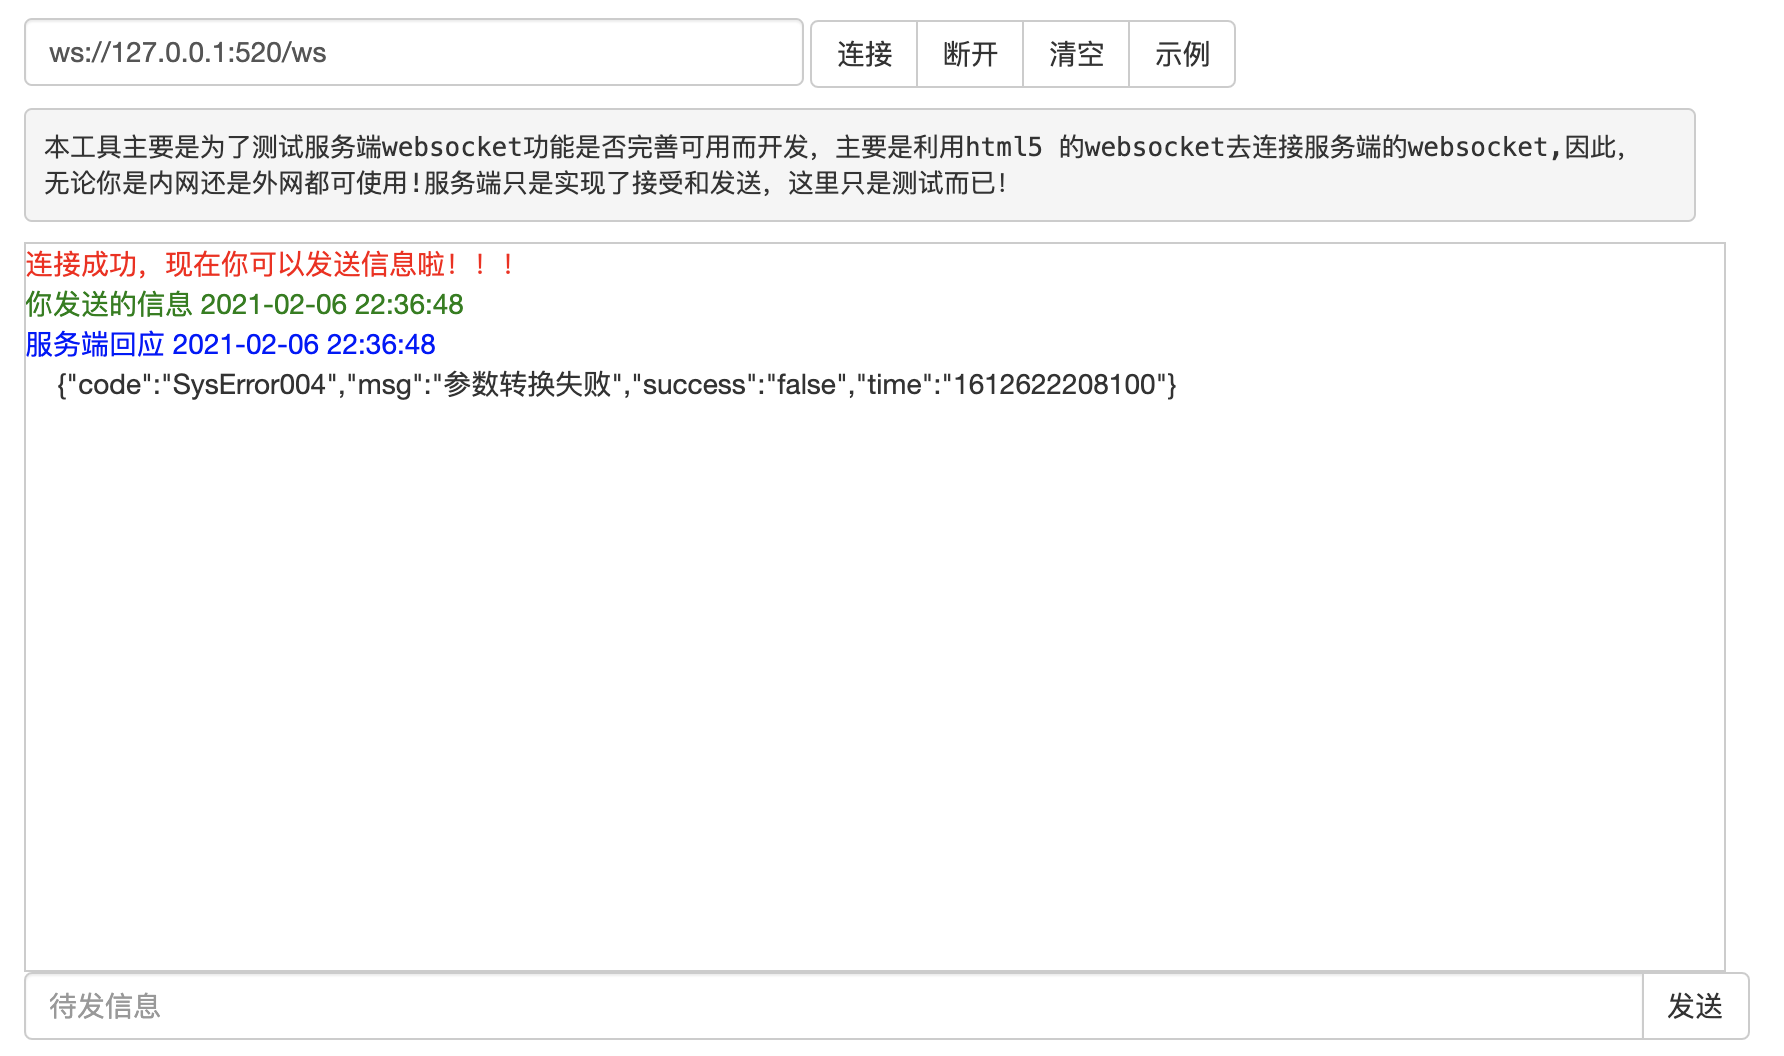 ws://127.0.0.1:520/ws
连接 断开 清空 示例
本工具主要是为了测试服务端websocket功能是否完善可用而开发，主要是利用html5 的websocket去连接服务端的websocket,因此，
无论你是内网还是外网都可使用!服务端只是实现了接受和发送，这里只是测试而已!
连接成功，现在你可以发送信息啦！！！
你发送的信息 2021-02-06 22:36:48
服务端回应 2021-02-06 22:36:48
{"code":"SysError004","msg":"参数转换失败","success":"false","time":"1612622208100"}
待发信息
发送